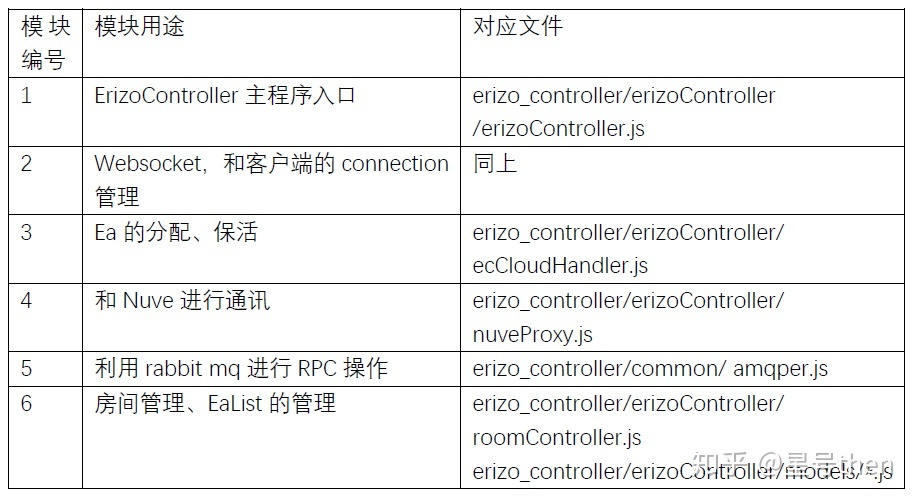 模块编号 模块用途 对应文件
1 ErizoController 主程序入口 erizo_controller/erizoController
/erizoController.js
2 Websocket，和客户端的 connection 同上
管理
3 Ea 的分配、保活 erizo_controller/erizoController/
ecCloudHandler.js
4 和 Nuve 进行通讯 erizo_controller/erizoController/
nuveProxy.js
5 利用 rabbit mq 进行 RPC 操作 erizo_controller/common/ amqper.js
6 房间管理、EaList 的管理 erizo_controller/erizoController/
roomController.js
erizo_controller/erizoController/models/*.js
知乎 @星号then